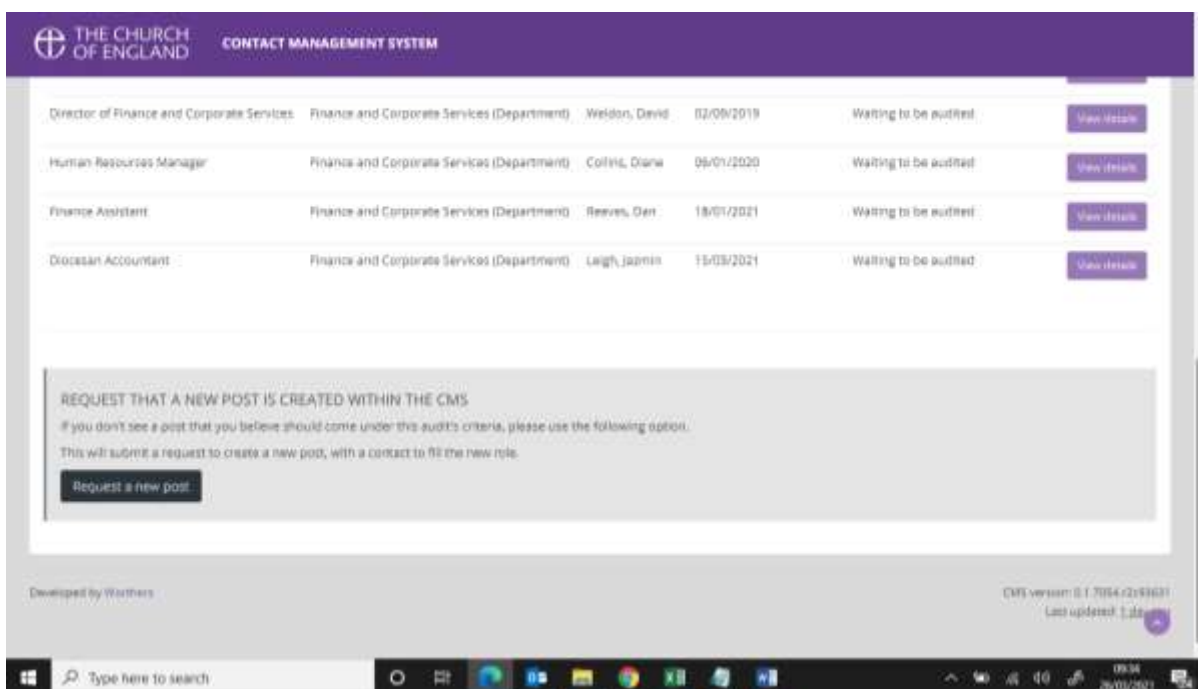 THE CHURCH
OF ENGLAND
CONTACT MANAGEMENT SYSTEM
Director of Finance and Corporate Services Finance and Corporate Services (Department) Weldon, David 02/09/2019 Waiting to be audited View details
Human Resources Manager Finance and Corporate Services (Department) Collins, Diane 06/01/2020 Waiting to be audited View details
Finance Assistant Finance and Corporate Services (Department) Reeves, Dan 18/01/2021 Waiting to be audited View details
Diocesan Accountant Finance and Corporate Services (Department) Leigh, Jazmin 15/03/2021 Waiting to be audited View details
REQUEST THAT A NEW POST IS CREATED WITHIN THE CMS
If you don't see a post that you believe should come under this audit's criteria, please use the following option.
This will submit a request to create a new post, with a contact to fill the new role.
Request a new post
Developed by Worthers
CMS version:
Last updated: 1
Type here to search
09:34
26/03/2021